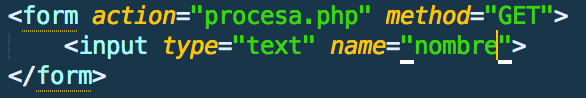 <form action="procesa.php" method="GET">
<input type="text" name="nombre">
</form>